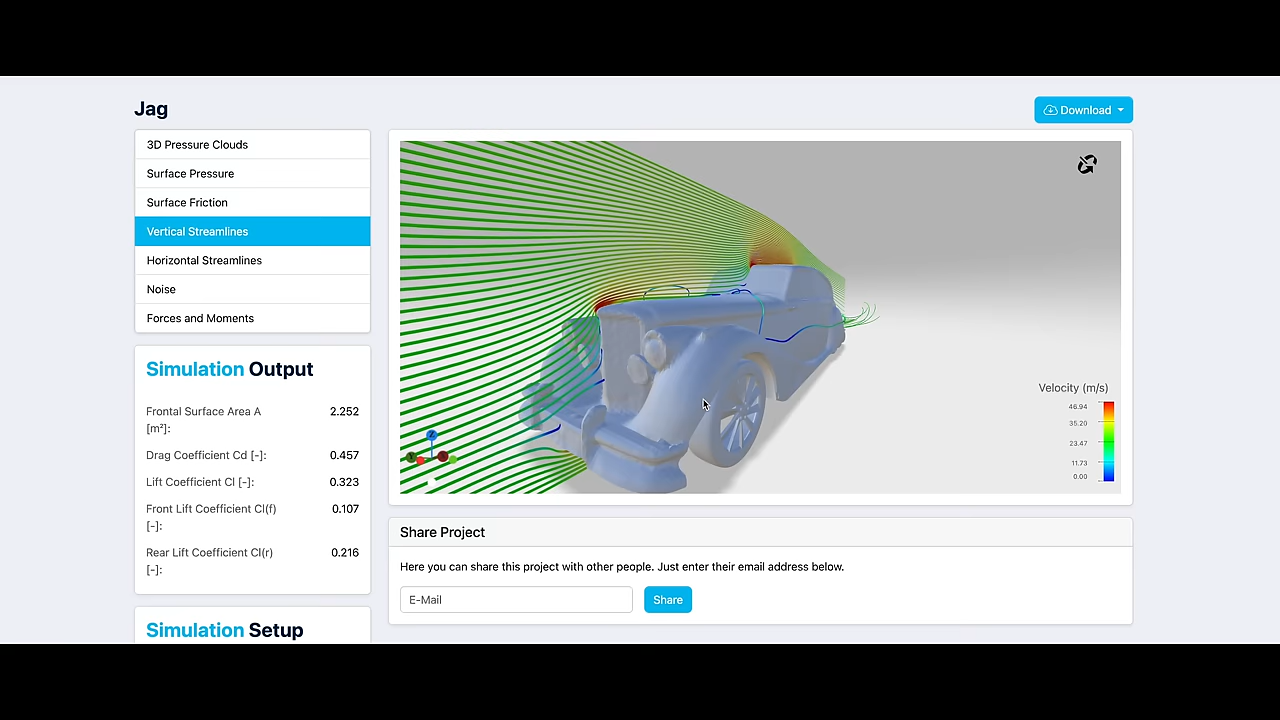 Jag
Download
3D Pressure Clouds
Surface Pressure
Surface Friction
Vertical Streamlines
Horizontal Streamlines
Noise
Forces and Moments
Simulation Output
Frontal Surface Area A 2.252
[m²]:
Drag Coefficient Cd [-]: 0.457
Lift Coefficient Cl [-]: 0.323
Front Lift Coefficient Cl(f) 0.107
[-]:
Rear Lift Coefficient Cl(r) 0.216
[-]:
Simulation Setup
Velocity (m/s)
46.94
35.20
23.47
11.73
0.00
Z
Y
Share Project
Here you can share this project with other people. Just enter their email address below.
E-Mail
Share